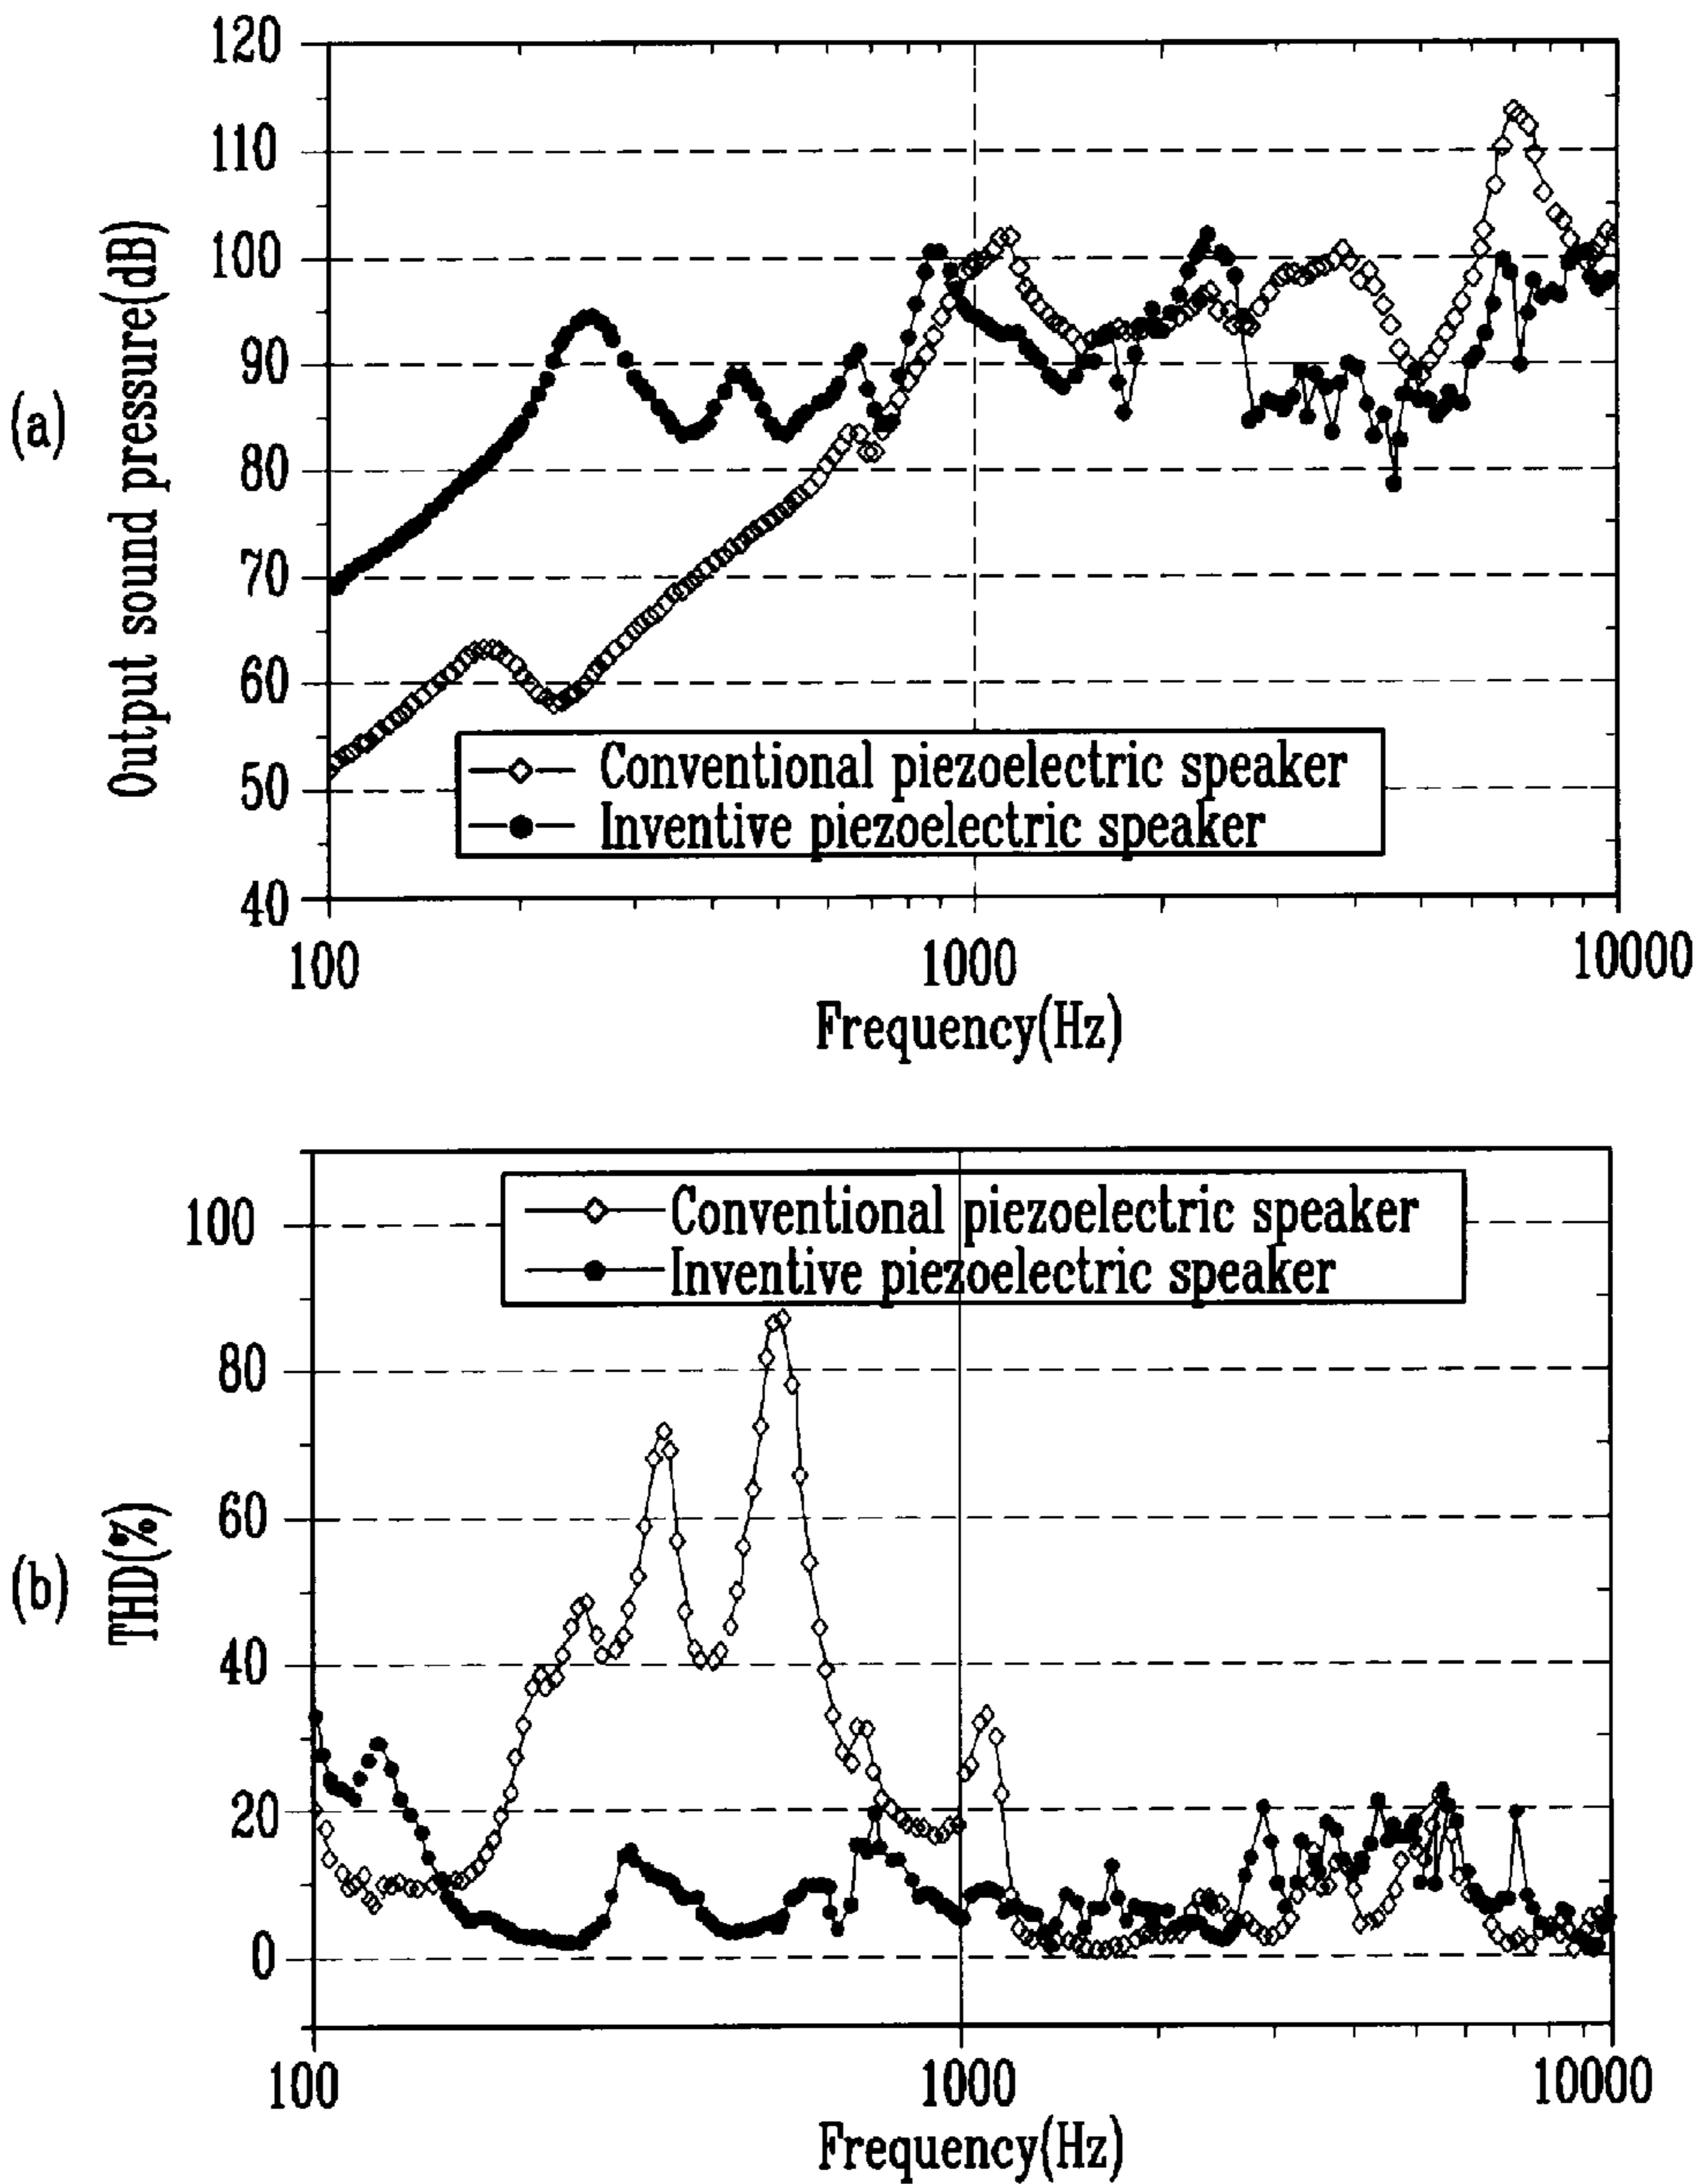 (a)
Output sound pressure(dB)
120
110
100
90
80
70
60
50
40
Conventional piezoelectric speaker
Inventive piezoelectric speaker
100
1000
10000
Frequency(Hz)
(b)
THD(%)
100
80
60
40
20
0
Conventional piezoelectric speaker
Inventive piezoelectric speaker
100
1000
10000
Frequency(Hz)